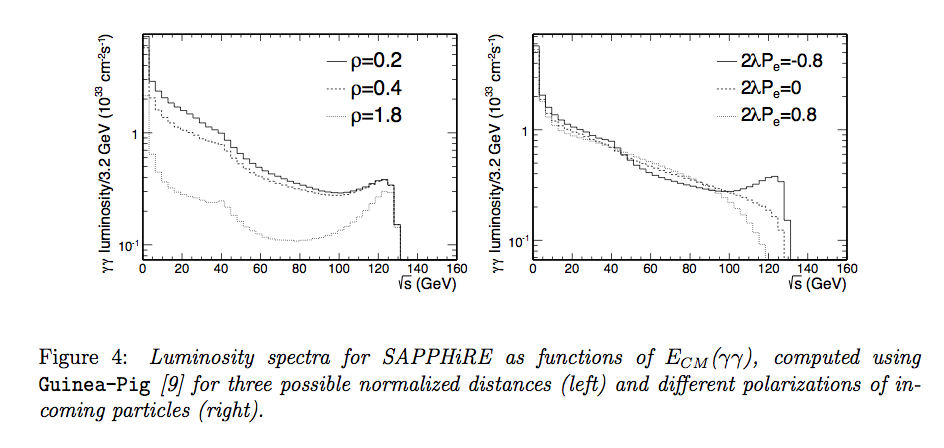 γγ luminosity/3.2 GeV (10³³ cm⁻²s⁻¹)
1
10⁻¹
ρ=0.2
ρ=0.4
ρ=1.8
0 20 40 60 80 100 120 140 160
√s (GeV)
γγ luminosity/3.2 GeV (10³³ cm⁻²s⁻¹)
1
10⁻¹
2λPₑ=-0.8
2λPₑ=0
2λPₑ=0.8
0 20 40 60 80 100 120 140 160
√s (GeV)
Figure 4: Luminosity spectra for SAPPHiRE as functions of E_CM(γγ), computed using
Guinea-Pig [9] for three possible normalized distances (left) and different polarizations of in-
coming particles (right).